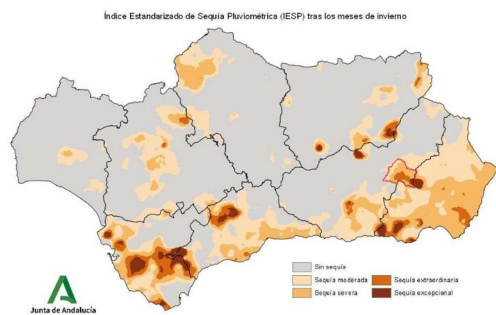 Índice Estandarizado de Sequía Pluviométrica (IESP) tras los meses de invierno
Sin sequía
Sequía moderada
Sequía severa
Sequía extraordinaria
Sequía excepcional
Junta de Andalucía